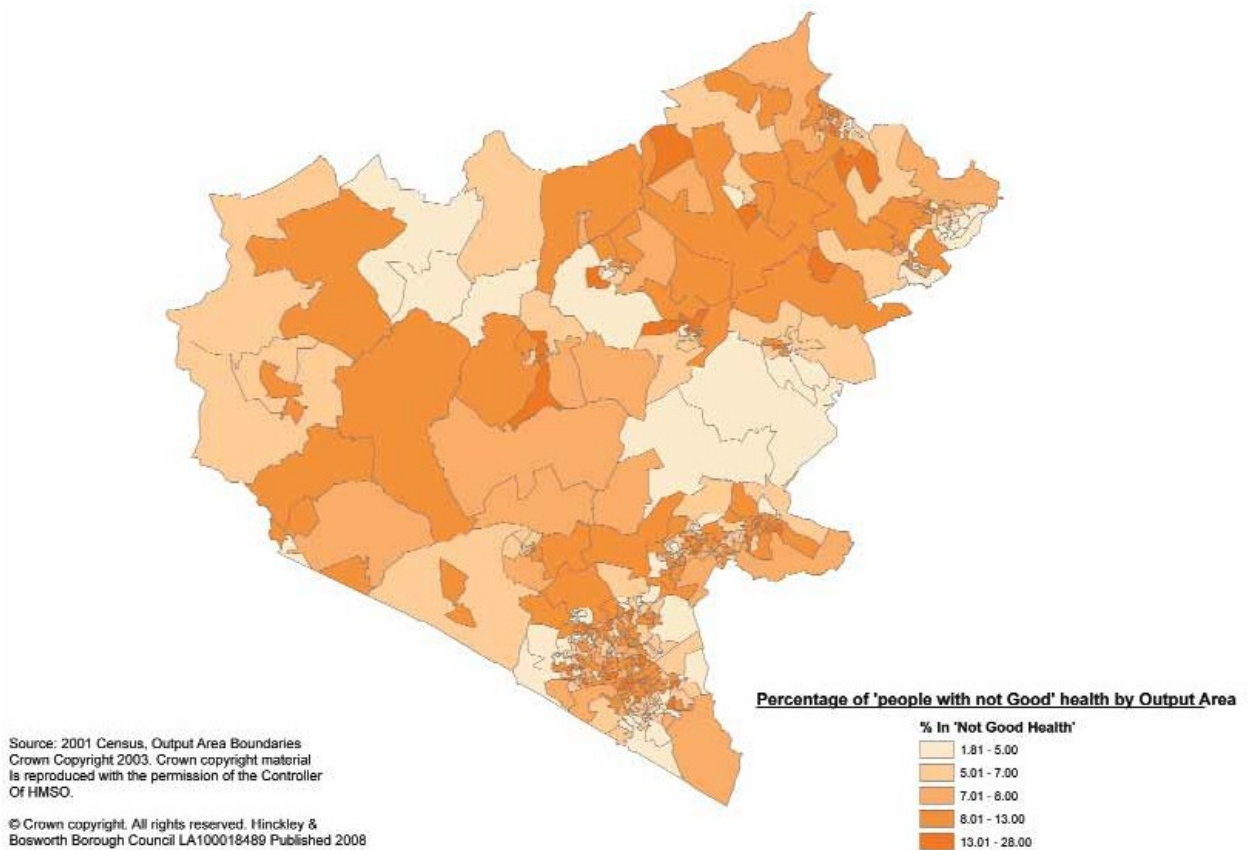 Percentage of 'people with not Good' health by Output Area
% In 'Not Good Health'
1.81 - 5.00
5.01 - 7.00
7.01 - 8.00
8.01 - 13.00
13.01 - 28.00
Source: 2001 Census, Output Area Boundaries
Crown Copyright 2003. Crown copyright material
Is reproduced with the permission of the Controller
Of HMSO.
© Crown copyright. All rights reserved. Hinckley &
Bosworth Borough Council LA100018489 Published 2008